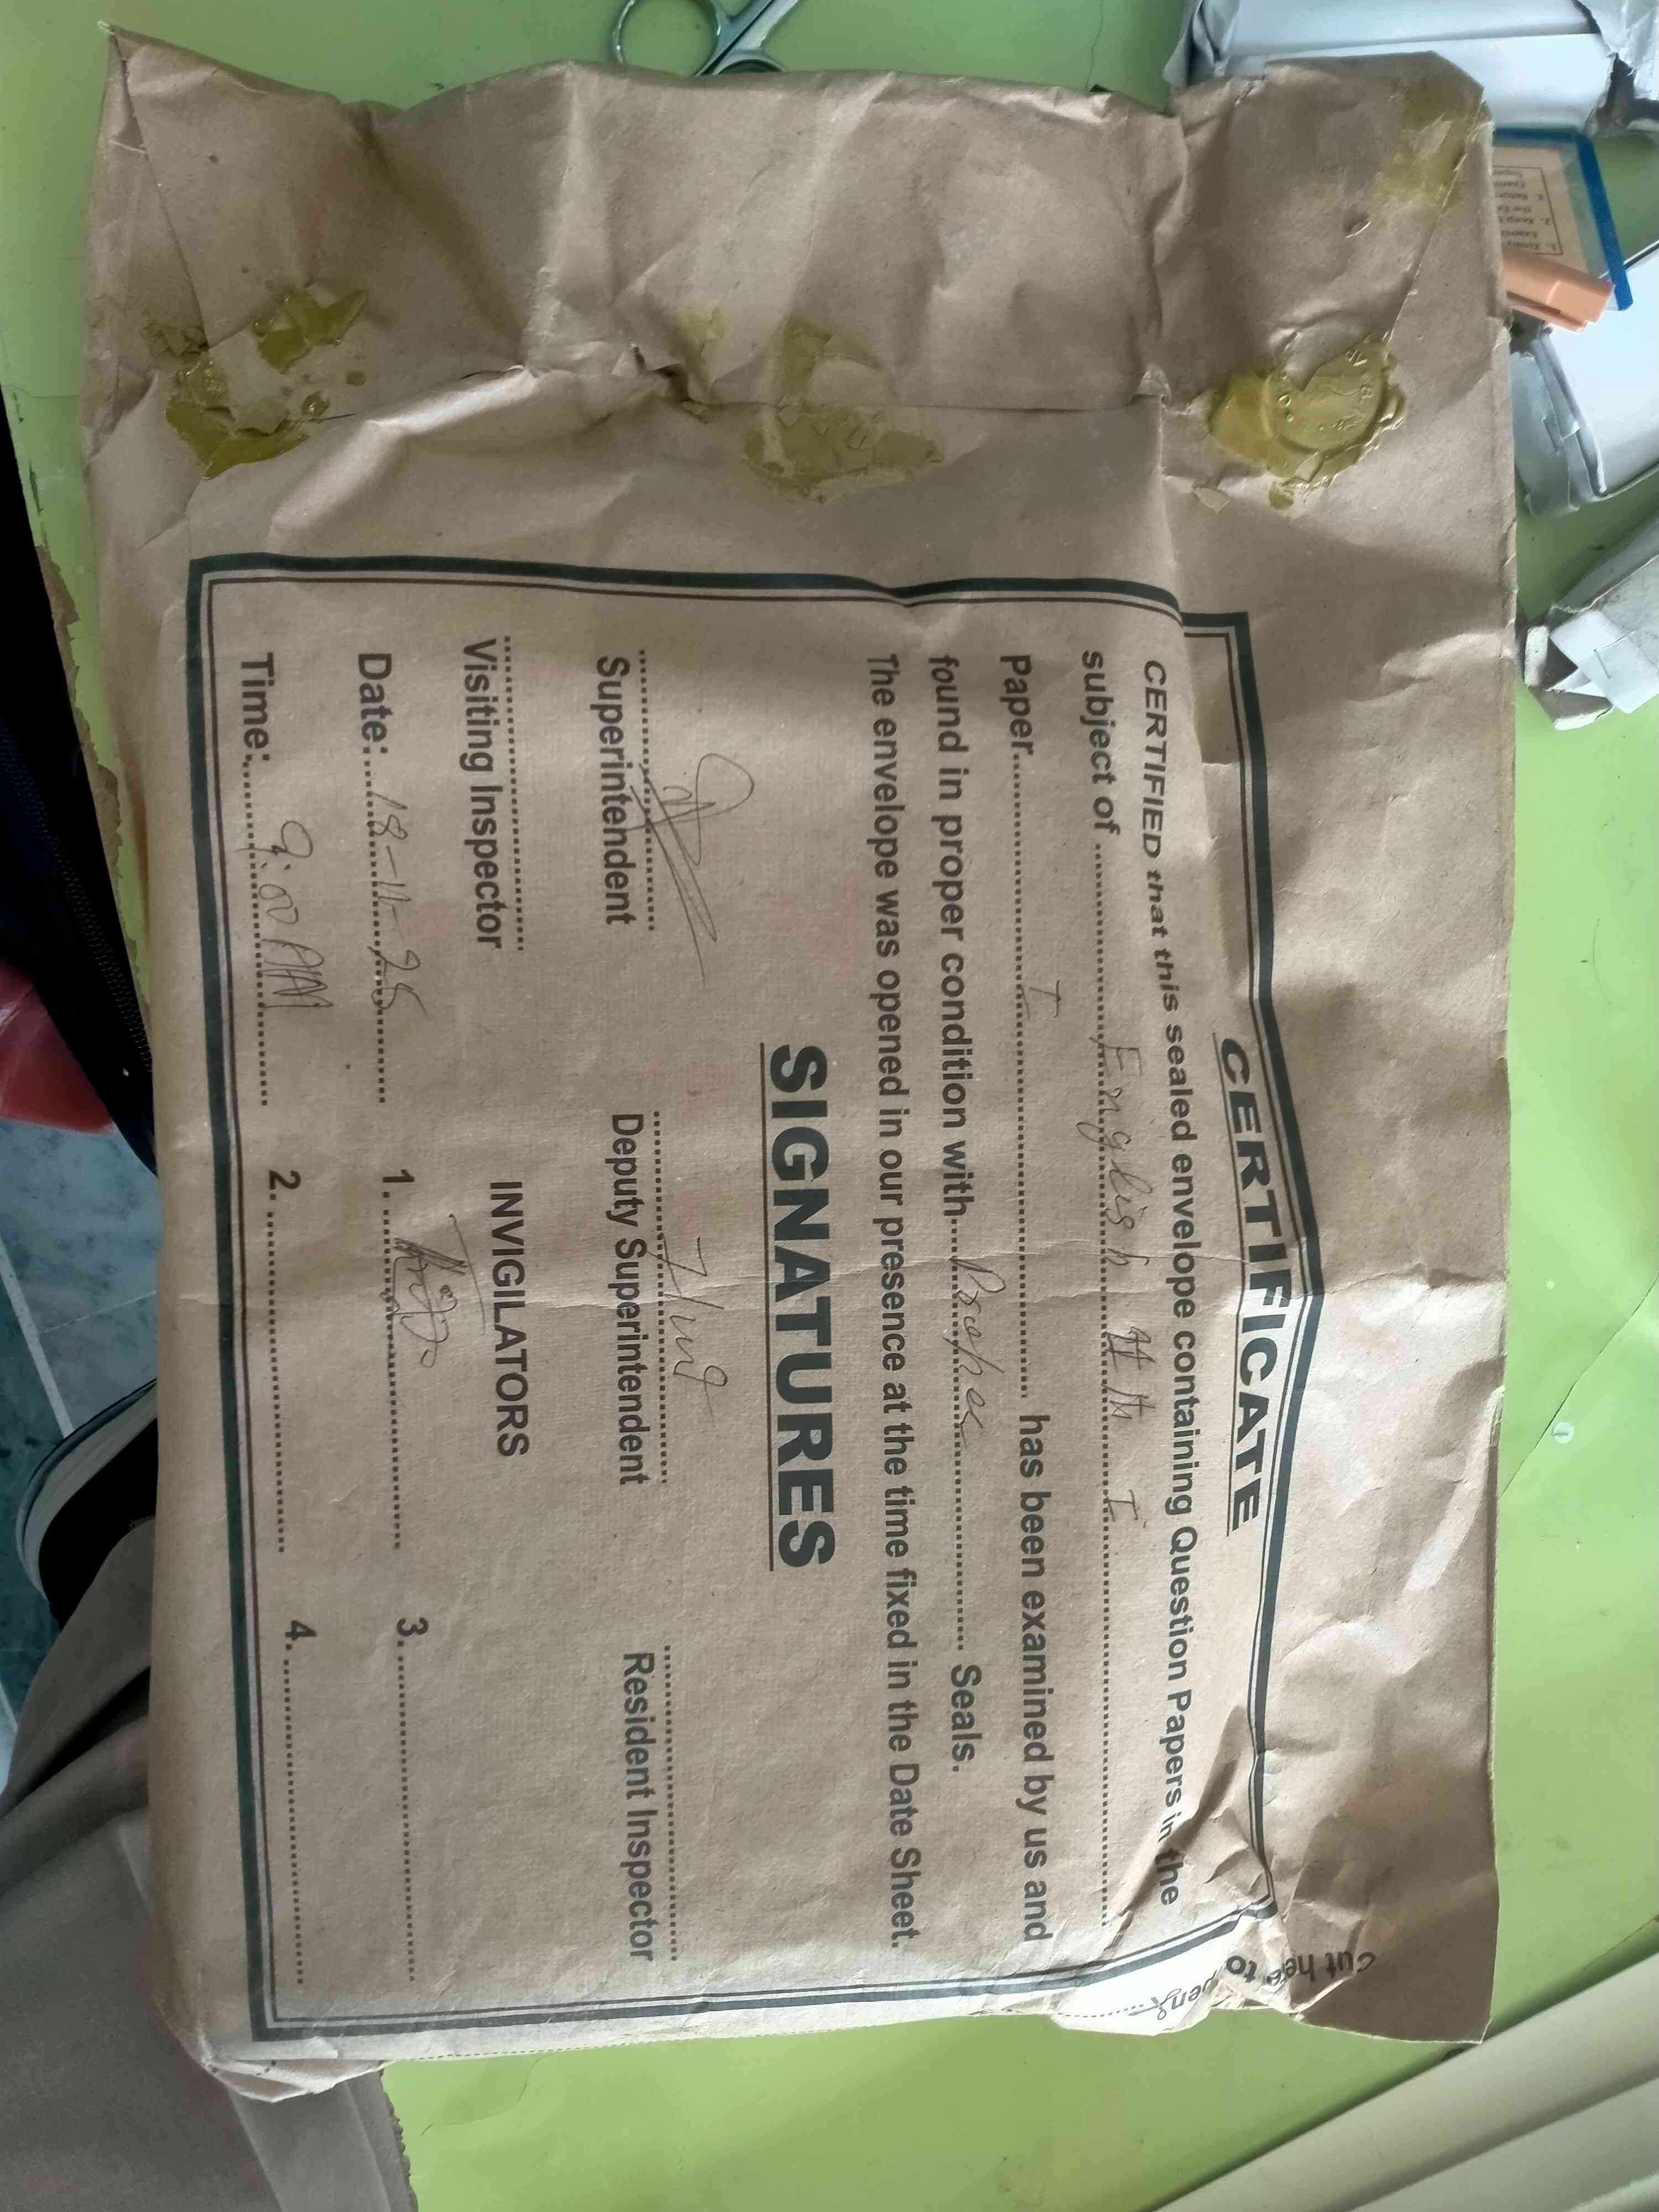 CERTIFICATE
CERTIFIED that this sealed envelope containing Question Papers in the
subject of .......... English 11th I ..........
Paper.......... I .......... has been examined by us and
found in proper condition with.......... Proper .......... Seals.
The envelope was opened in our presence at the time fixed in the Date Sheet.
SIGNATURES
Superintendent Deputy Superintendent Resident Inspector
Visiting Inspector INVIGILATORS
Date: 18-11-25 1. 3.
Time: 9:00 AM 2. 4.
cut here to open